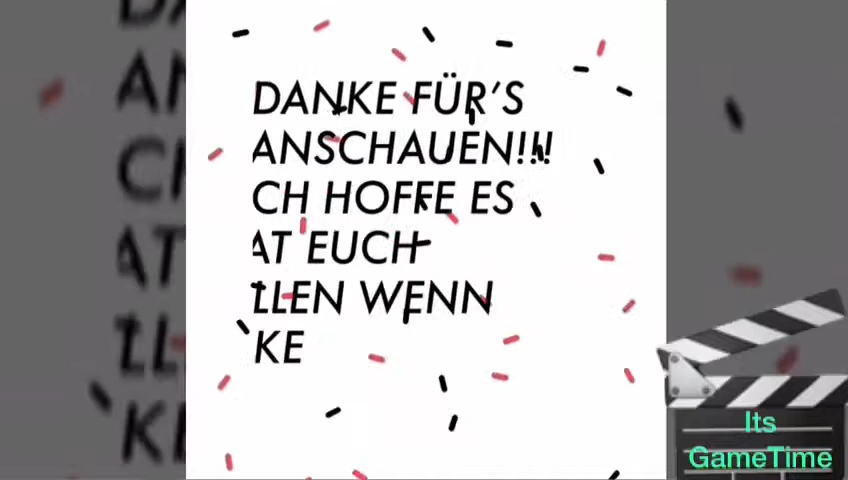 DANKE FÜR'S
ANSCHAUEN!!!
CH HOFFE ES
AT EUCH
LLEN WENN
KE
Its
GameTime